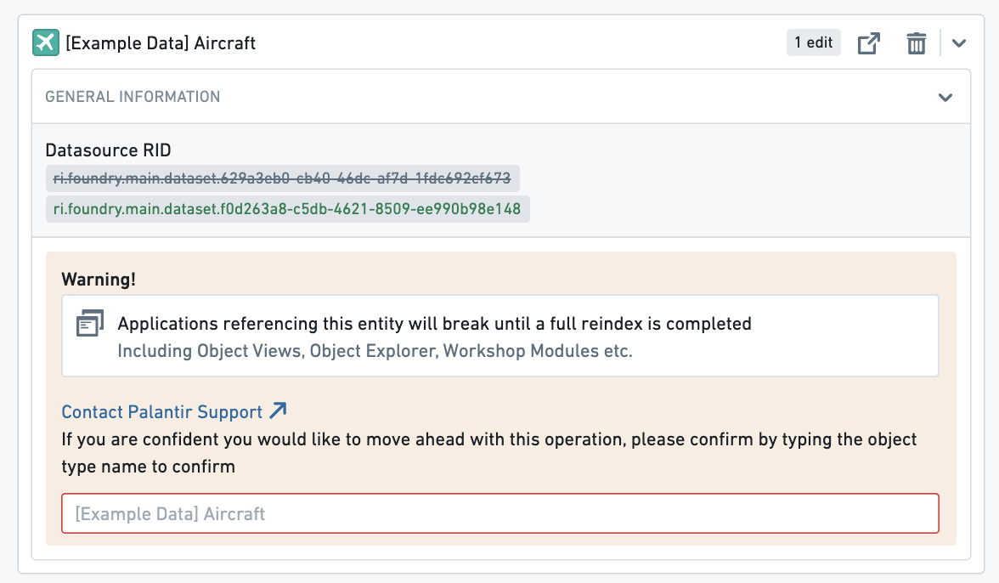 [Example Data] Aircraft
1 edit
GENERAL INFORMATION
Datasource RID
ri.foundry.main.dataset.629a3eb0-cb40-46dc-af7d-1fdc692cf673
ri.foundry.main.dataset.f0d263a8-c5db-4621-8509-ee990b98e148
Warning!
Applications referencing this entity will break until a full reindex is completed
Including Object Views, Object Explorer, Workshop Modules etc.
Contact Palantir Support
If you are confident you would like to move ahead with this operation, please confirm by typing the object
type name to confirm
[Example Data] Aircraft